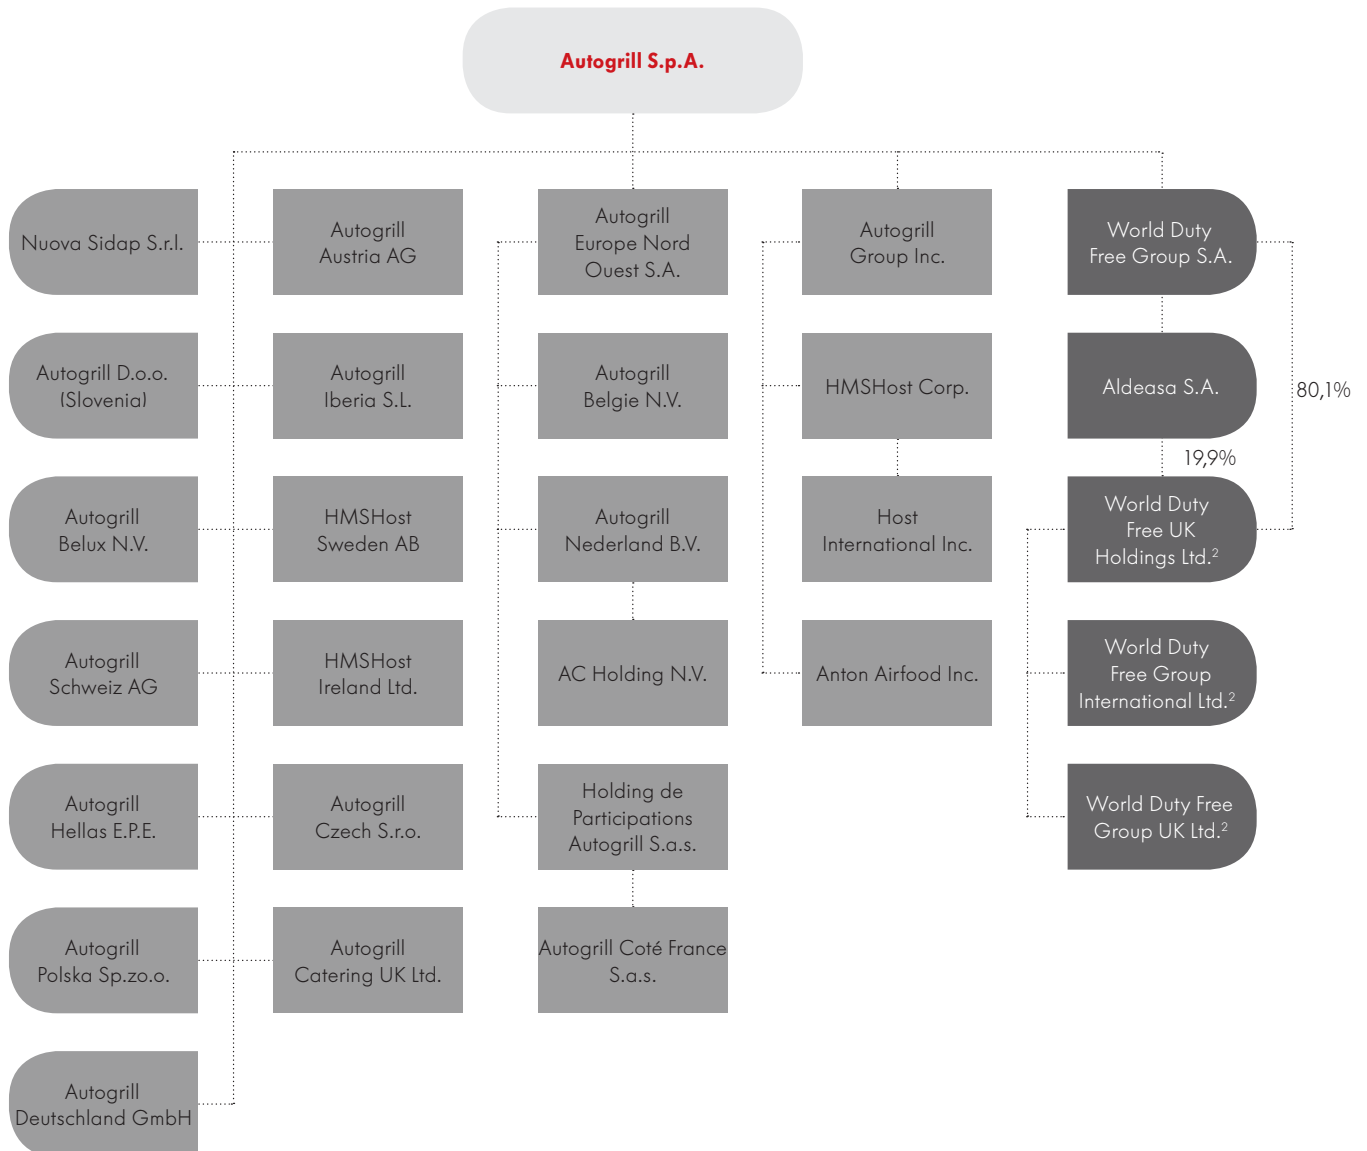 Autogrill S.p.A.
Nuova Sidap S.r.l.
Autogrill
Austria AG
Autogrill
Europe Nord
Ouest S.A.
Autogrill
Group Inc.
World Duty
Free Group S.A.
Autogrill D.o.o.
(Slovenia)
Autogrill
Iberia S.L.
Autogrill
Belgie N.V.
HMSHost Corp.
Aldeasa S.A.
80,1%
19,9%
Autogrill
Belux N.V.
HMSHost
Sweden AB
Autogrill
Nederland B.V.
Host
International Inc.
World Duty
Free UK
Holdings Ltd.²
Autogrill
Schweiz AG
HMSHost
Ireland Ltd.
AC Holding N.V.
Anton Airfood Inc.
World Duty
Free Group
International Ltd.²
Autogrill
Hellas E.P.E.
Autogrill
Czech S.r.o.
Holding de
Participations
Autogrill S.a.s.
World Duty Free
Group UK Ltd.²
Autogrill
Polska Sp.zo.o.
Autogrill
Catering UK Ltd.
Autogrill Coté France
S.a.s.
Autogrill
Deutschland GmbH